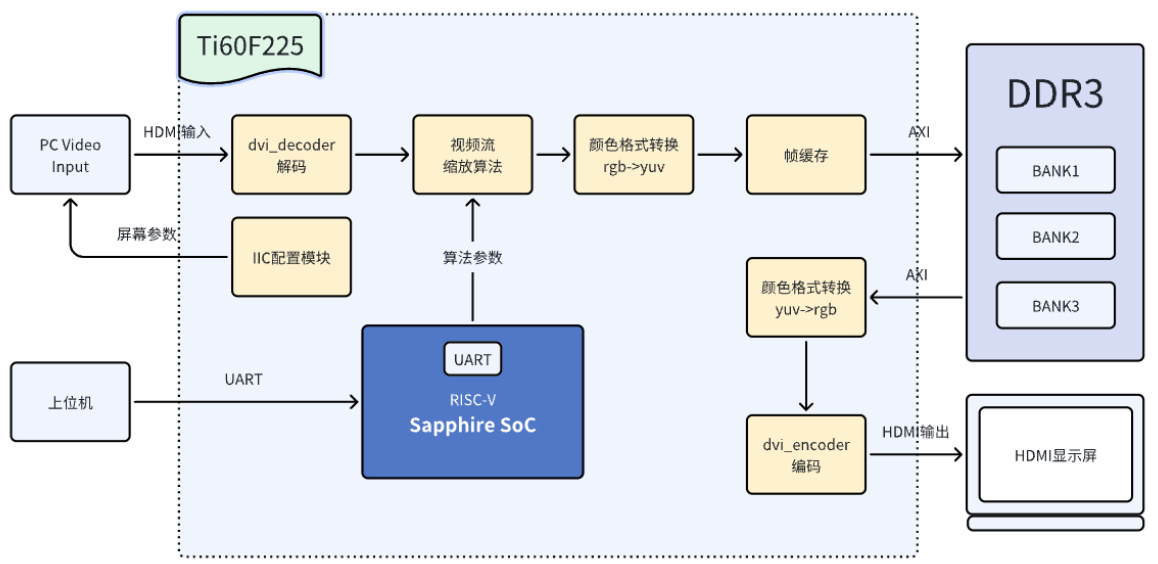 Ti60F225
DDR3
HDMI输入
AXI
PC Video
Input
dvi_decoder
解码
视频流
缩放算法
颜色格式转换
rgb->yuv
帧缓存
BANK1
BANK2
BANK3
屏幕参数
IIC配置模块
算法参数
颜色格式转换
yuv->rgb
AXI
上位机
UART
UART
RISC-V
Sapphire SoC
dvi_encoder
编码
HDMI输出
HDMI显示屏